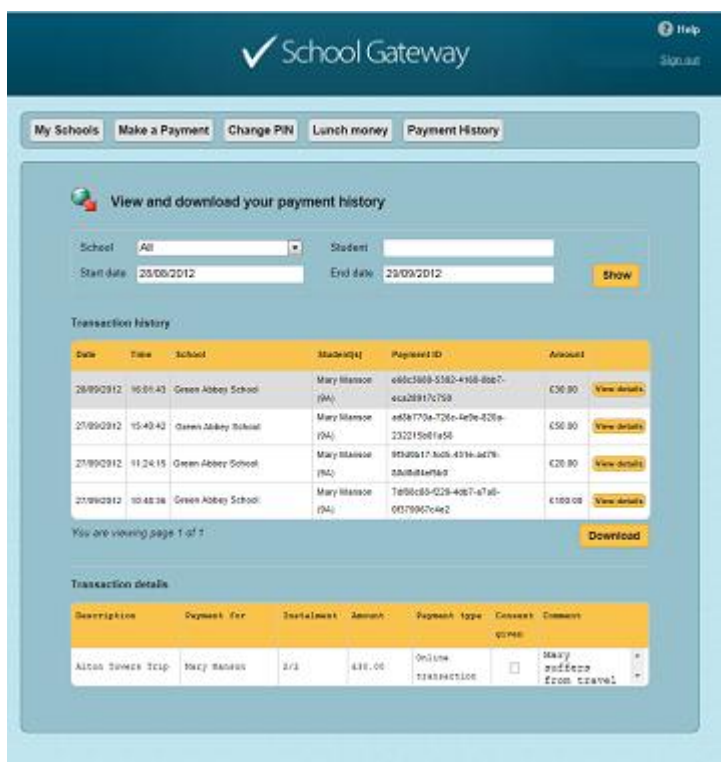 Help
School Gateway
Sign out
My Schools Make a Payment Change PIN Lunch money Payment History
View and download your payment history
School All Student
Start date 28/08/2012 End date 29/09/2012 Show
Transaction history
Date Time School Student(s) Payment ID Amount
28/09/2012 16:01:43 Green Abbey School Mary Manson (9A) £30.00 View details
27/09/2012 15:49:42 Green Abbey School Mary Manson (9A) £50.00 View details
27/09/2012 11:24:15 Green Abbey School Mary Manson (9A) £20.00 View details
27/09/2012 Green Abbey School Mary Manson (9A) £100.00 View details
You are viewing page 1 of 1 Download
Transaction details
Description Payment for Instalment Amount Payment type Consent given Comment
Alton Towers Trip Mary Manson 2/2 £30.00 Online transaction Mary
suffers
from travel